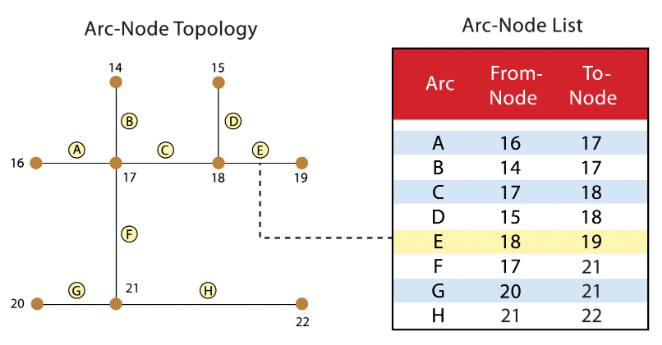 Arc-Node Topology
14
15
B
D
A
C
E
16
17
18
19
F
G
21
H
20
22
Arc-Node List
Arc From-Node To-Node
A 16 17
B 14 17
C 17 18
D 15 18
E 18 19
F 17 21
G 20 21
H 21 22